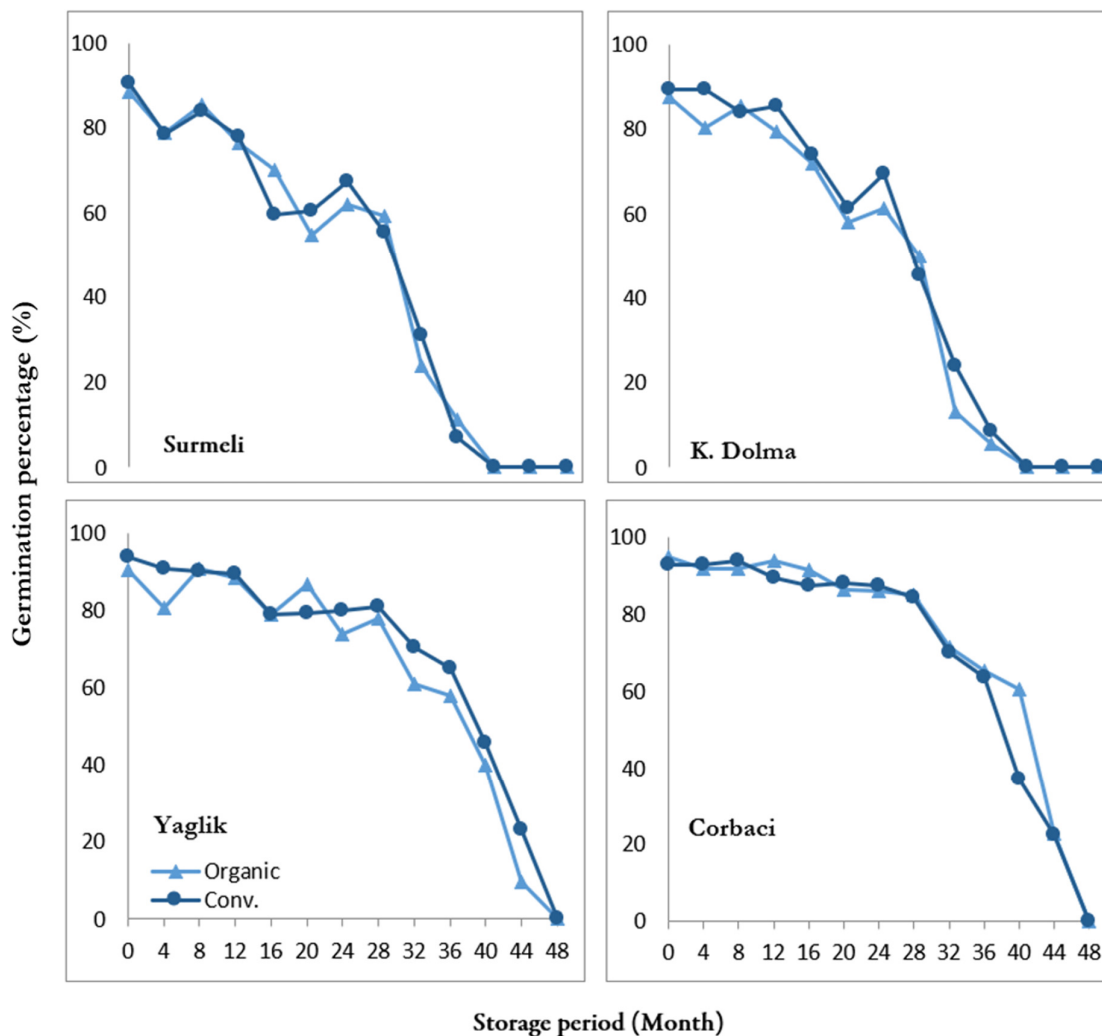 Germination percentage (%)
100
80
60
40
20
0
Surmeli
100
80
60
40
20
0
K. Dolma
100
80
60
40
20
0
Yaglik
Organic
Conv.
0 4 8 12 16 20 24 28 32 36 40 44 48
100
80
60
40
20
0
Corbaci
0 4 8 12 16 20 24 28 32 36 40 44 48
Storage period (Month)